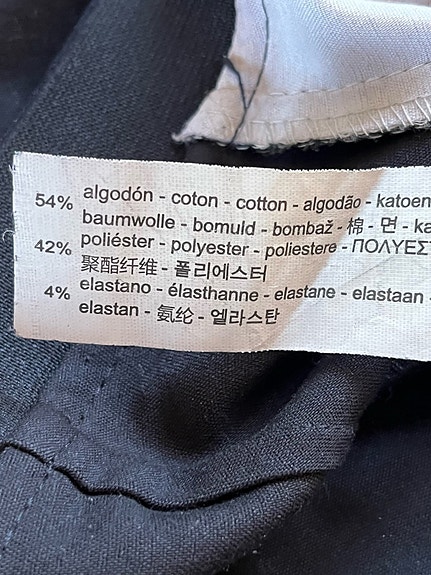 54% algodón - coton - cotton - algodão - katoen
baumwolle - bomuld - bombaž - 棉 - 면 -
42% poliéster - polyester - poliestere -
聚酯纤维 - 폴리에스터
4% elastano - élasthanne - elastane - elastaan
elastan - 氨纶 - 엘라스탄